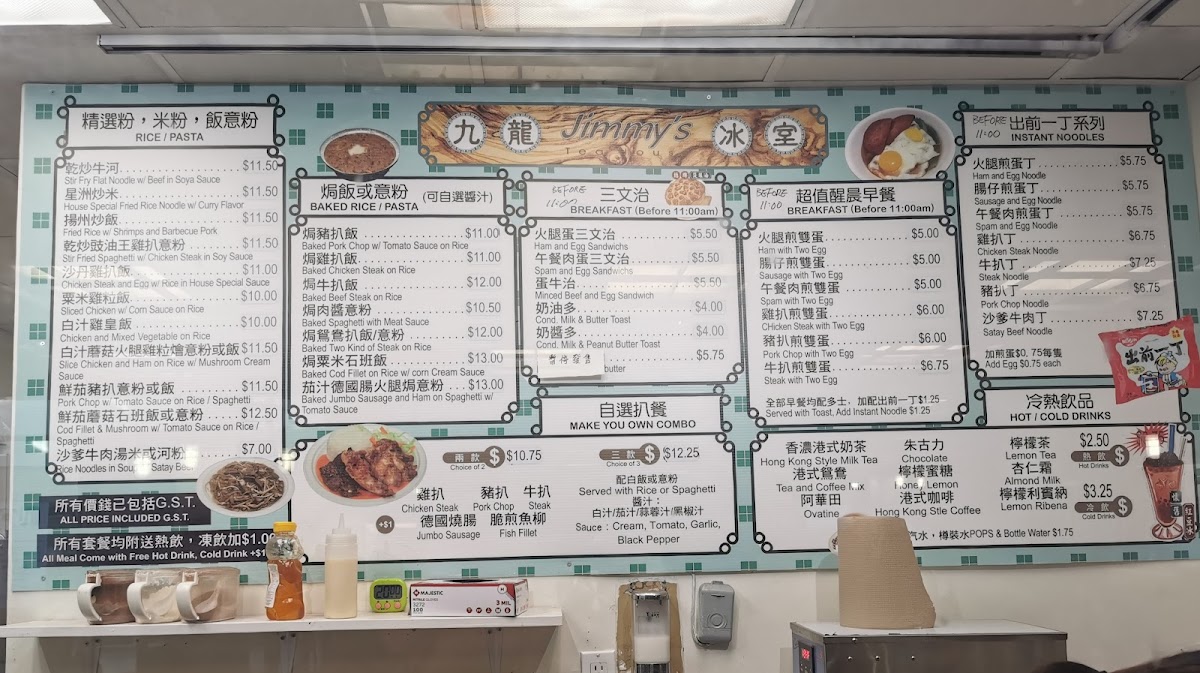 精選粉，米粉，飯意粉
RICE / PASTA
乾炒牛河 $11.50
Stir Fry Flat Noodle w/ Beef in Soya Sauce
星洲炒米 $11.50
House Special Fried Rice Noodle w/ Curry Flavor
揚州炒飯 $11.50
Fried Rice w/ Shrimps and Barbecue Pork
乾炒豉油王雞扒意粉 $11.50
Stir Fried Spaghetti w/ Chicken Steak in Soy Sauce
沙丹雞扒飯 $11.00
Chicken Steak and Egg w/ Rice in House Special Sauce
粟米雞粒飯 $10.00
Sliced Chicken w/ Corn Sauce on Rice
白汁雞皇飯 $10.00
Chicken and Mixed Vegetable on Rice
白汁蘑菇火腿雞粒燴意粉或飯 $11.50
Slice Chicken and Ham on Rice w/ Mushroom Cream
Sauce
鮮茄豬扒意粉或飯 $11.50
Pork Chop w/ Tomato Sauce on Rice / Spaghetti
鮮茄蘑菇石班飯或意粉 $12.50
Cod Fillet & Mushroom w/ Tomato Sauce on Rice /
Spaghetti
沙爹牛肉湯米或河粉 $7.00
Rice Noodles in Soup w/ Satay Beef
所有價錢已包括G.S.T.
ALL PRICE INCLUDED G.S.T.
所有套餐均附送熱飲，凍飲加$1.00
All Meal Come with Free Hot Drink, Cold Drink +$1
九龍 Jimmy's 冰室
焗飯或意粉 (可自選醬汁)
BAKED RICE / PASTA
焗豬扒飯 $11.00
Baked Pork Chop w/ Tomato Sauce on Rice
焗雞扒飯 $11.00
Baked Chicken Steak on Rice
焗牛扒飯 $12.00
Baked Beef Steak on Rice
焗肉醬意粉 $10.50
Baked Spaghetti with Meat Sauce
焗鴛鴦扒飯/意粉 $12.00
Baked Two Kind of Steak on Rice
焗粟米石班飯 $13.00
Baked Cod Fillet on Rice w/ corn Cream Sauce
茄汁德國腸火腿焗意粉 $13.00
Baked Jumbo Sausage and Ham on Spaghetti w/
Tomato Sauce
BEFORE
11:00
三文治
BREAKFAST (Before 11:00am)
火腿蛋三文治 $5.50
Ham and Egg Sandwichs
午餐肉蛋三文治 $5.50
Spam and Egg Sandwichs
蛋牛治 $5.50
Minced Beef and Egg Sandwich
奶油多 $4.00
Cond. Milk & Butter Toast
奶醬多 $4.00
Cond. Milk & Peanut Butter Toast
暫停發售 $5.75
butter
BEFORE
11:00
超值醒晨早餐
BREAKFAST (Before 11:00am)
火腿煎雙蛋 $5.00
Ham with Two Egg
腸仔煎雙蛋 $5.00
Sausage with Two Egg
午餐肉煎雙蛋 $5.00
Spam with Two Egg
雞扒煎雙蛋 $6.00
CHicken Steak with Two Egg
豬扒煎雙蛋 $6.00
Pork Chop with Two Egg
牛扒煎雙蛋 $6.75
Steak with Two Egg
全部早餐均配多士，加配出前一丁$1.25
Served with Toast, Add Instant Noodle $1.25
BEFORE
11:00
出前一丁系列
INSTANT NOODLES
火腿煎蛋丁 $5.75
Ham and Egg Noodle
腸仔煎蛋丁 $5.75
Sausage and Egg Noodle
午餐肉煎蛋丁 $5.75
Spam and Egg Noodle
雞扒丁 $6.75
Chicken Steak Noodle
牛扒丁 $7.25
Steak Noodle
豬扒丁 $6.75
Pork Chop Noodle
沙爹牛肉丁 $7.25
Satay Beef Noodle
加煎蛋$0.75每隻
Add Egg $0.75 each
出前一丁
自選扒餐
MAKE YOUR OWN COMBO
兩款 $ $10.75
Choice of 2
三款 $ $12.25
Choice of 3
雞扒 豬扒 牛扒
Chicken Steak Pork Chop Steak
+$1 德國燒腸 脆煎魚柳
Jumbo Sausage Fish Fillet
配白飯或意粉
Served with Rice or Spaghetti
醬汁：
白汁/茄汁/蒜蓉汁/黑椒汁
Sauce : Cream, Tomato, Garlic,
Black Pepper
冷熱飲品
HOT / COLD DRINKS
香濃港式奶茶 朱古力 檸檬茶 $2.50
Hong Kong Style Milk Tea Chocolate Lemon Tea 熱飲 $
Hot Drinks
港式鴛鴦 檸檬蜜糖 杏仁霜
Tea and Coffee Mix Honey Lemon Almond Milk
阿華田 港式咖啡 檸檬利賓納 $3.25
Ovatine Hong Kong Stle Coffee Lemon Ribena 冷飲 $
Cold Drinks
汽水，樽裝水POPS & Bottle Water $1.75
MAJESTIC
3272
100
3 MIL